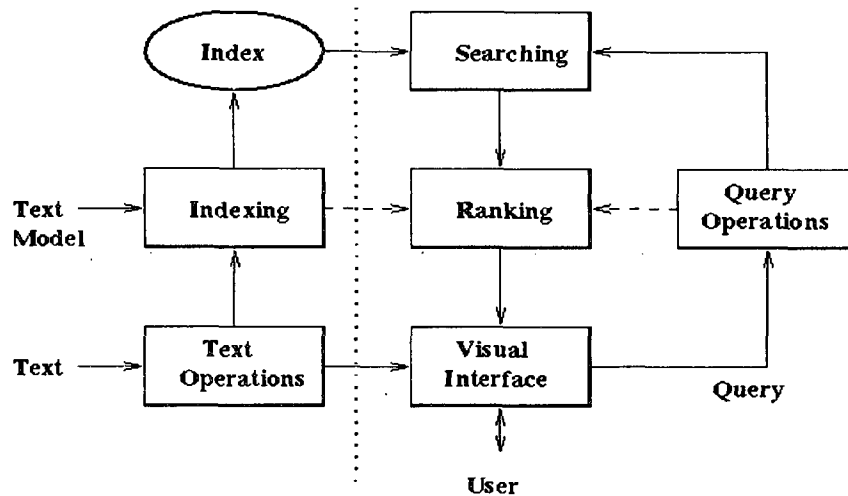 Index
Searching
Text
Model
Indexing
Ranking
Query
Operations
Text
Text
Operations
Visual
Interface
Query
User